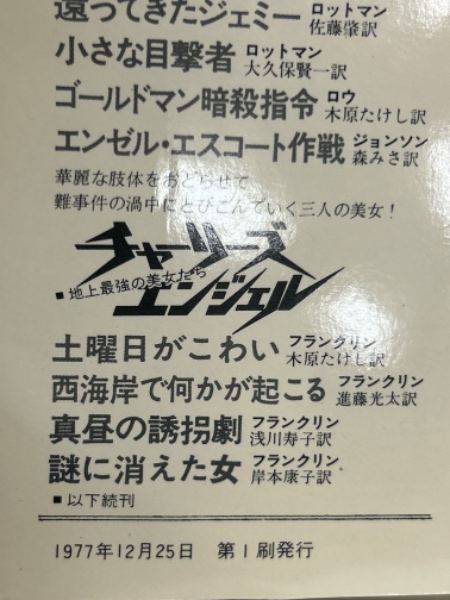 還ってきたジェミー ロットマン
佐藤肇訳
小さな目撃者 ロットマン
大久保賢一訳
ゴールドマン暗殺指令 ロウ
木原たけし訳
エンゼル・エスコート作戦 ジョンソン
森みさ訳
華麗な肢体をおどらせて
難事件の渦中にとびこんでいく三人の美女!
チャーリーズ
■地上最強の美女たち
エンジェル
土曜日がこわい フランクリン
木原たけし訳
西海岸で何かが起こる フランクリン
進藤光太訳
真昼の誘拐劇 フランクリン
浅川寿子訳
謎に消えた女 フランクリン
岸本康子訳
■以下続刊
1977年12月25日 第1刷発行